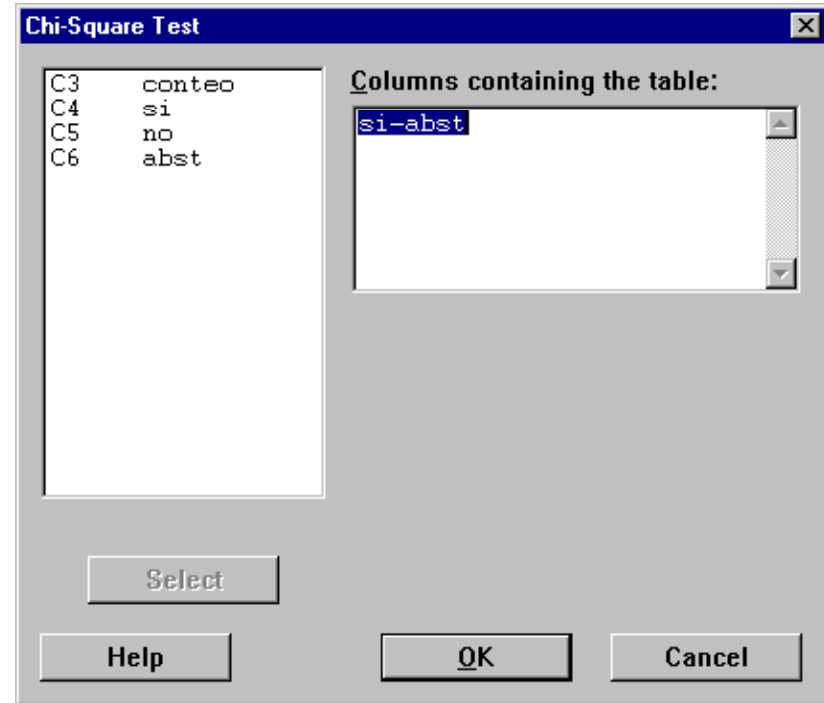 Chi-Square Test
C3 conteo
C4 si
C5 no
C6 abst
Columns containing the table:
si-abst
Select
Help
OK
Cancel